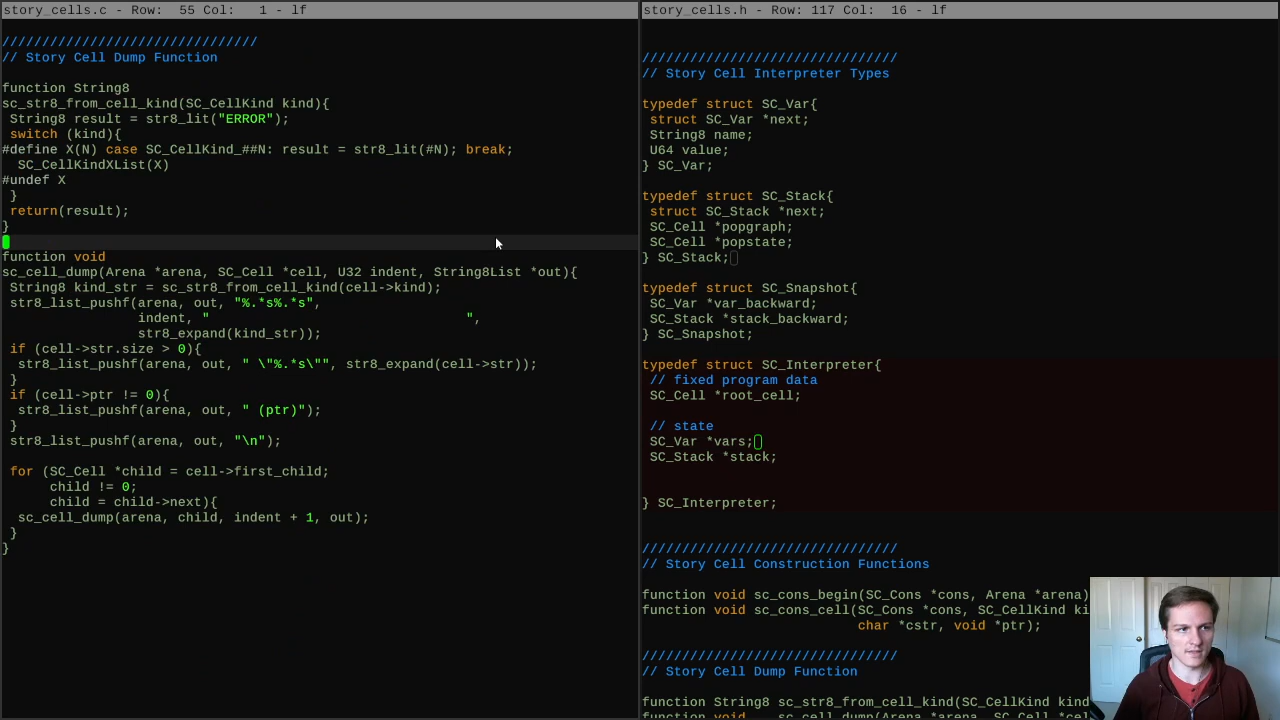 story_cells.c - Row:  55 Col:   1 - lf
////////////////////////////////
// Story Cell Dump Function
function String8
sc_str8_from_cell_kind(SC_CellKind kind){
String8 result = str8_lit("ERROR");
switch (kind){
#define X(N) case SC_CellKind_##N: result = str8_lit(#N); break;
SC_CellKindXList(X)
#undef X
}
return(result);
}
function void
sc_cell_dump(Arena *arena, SC_Cell *cell, U32 indent, String8List *out){
String8 kind_str = sc_str8_from_cell_kind(cell->kind);
str8_list_pushf(arena, out, "%.*s%.*s",
indent, "                                ",
str8_expand(kind_str));
if (cell->str.size > 0){
str8_list_pushf(arena, out, " \"%.*s\"", str8_expand(cell->str));
}
if (cell->ptr != 0){
str8_list_pushf(arena, out, " (ptr)");
}
str8_list_pushf(arena, out, "\n");
for (SC_Cell *child = cell->first_child;
child != 0;
child = child->next){
sc_cell_dump(arena, child, indent + 1, out);
}
}
story_cells.h - Row: 117 Col:  16 - lf
////////////////////////////////
// Story Cell Interpreter Types
typedef struct SC_Var{
struct SC_Var *next;
String8 name;
U64 value;
} SC_Var;
typedef struct SC_Stack{
struct SC_Stack *next;
SC_Cell *popgraph;
SC_Cell *popstate;
} SC_Stack;
typedef struct SC_Snapshot{
SC_Var *var_backward;
SC_Stack *stack_backward;
} SC_Snapshot;
typedef struct SC_Interpreter{
// fixed program data
SC_Cell *root_cell;
// state
SC_Var *vars;
SC_Stack *stack;
} SC_Interpreter;
////////////////////////////////
// Story Cell Construction Functions
function void sc_cons_begin(SC_Cons *cons, Arena *arena)
function void sc_cons_cell(SC_Cons *cons, SC_CellKind ki
char *cstr, void *ptr);
////////////////////////////////
// Story Cell Dump Function
function String8 sc_str8_from_cell_kind(SC_CellKind kind
function void    sc_cell_dump(Arena *arena, SC_Cell *cel